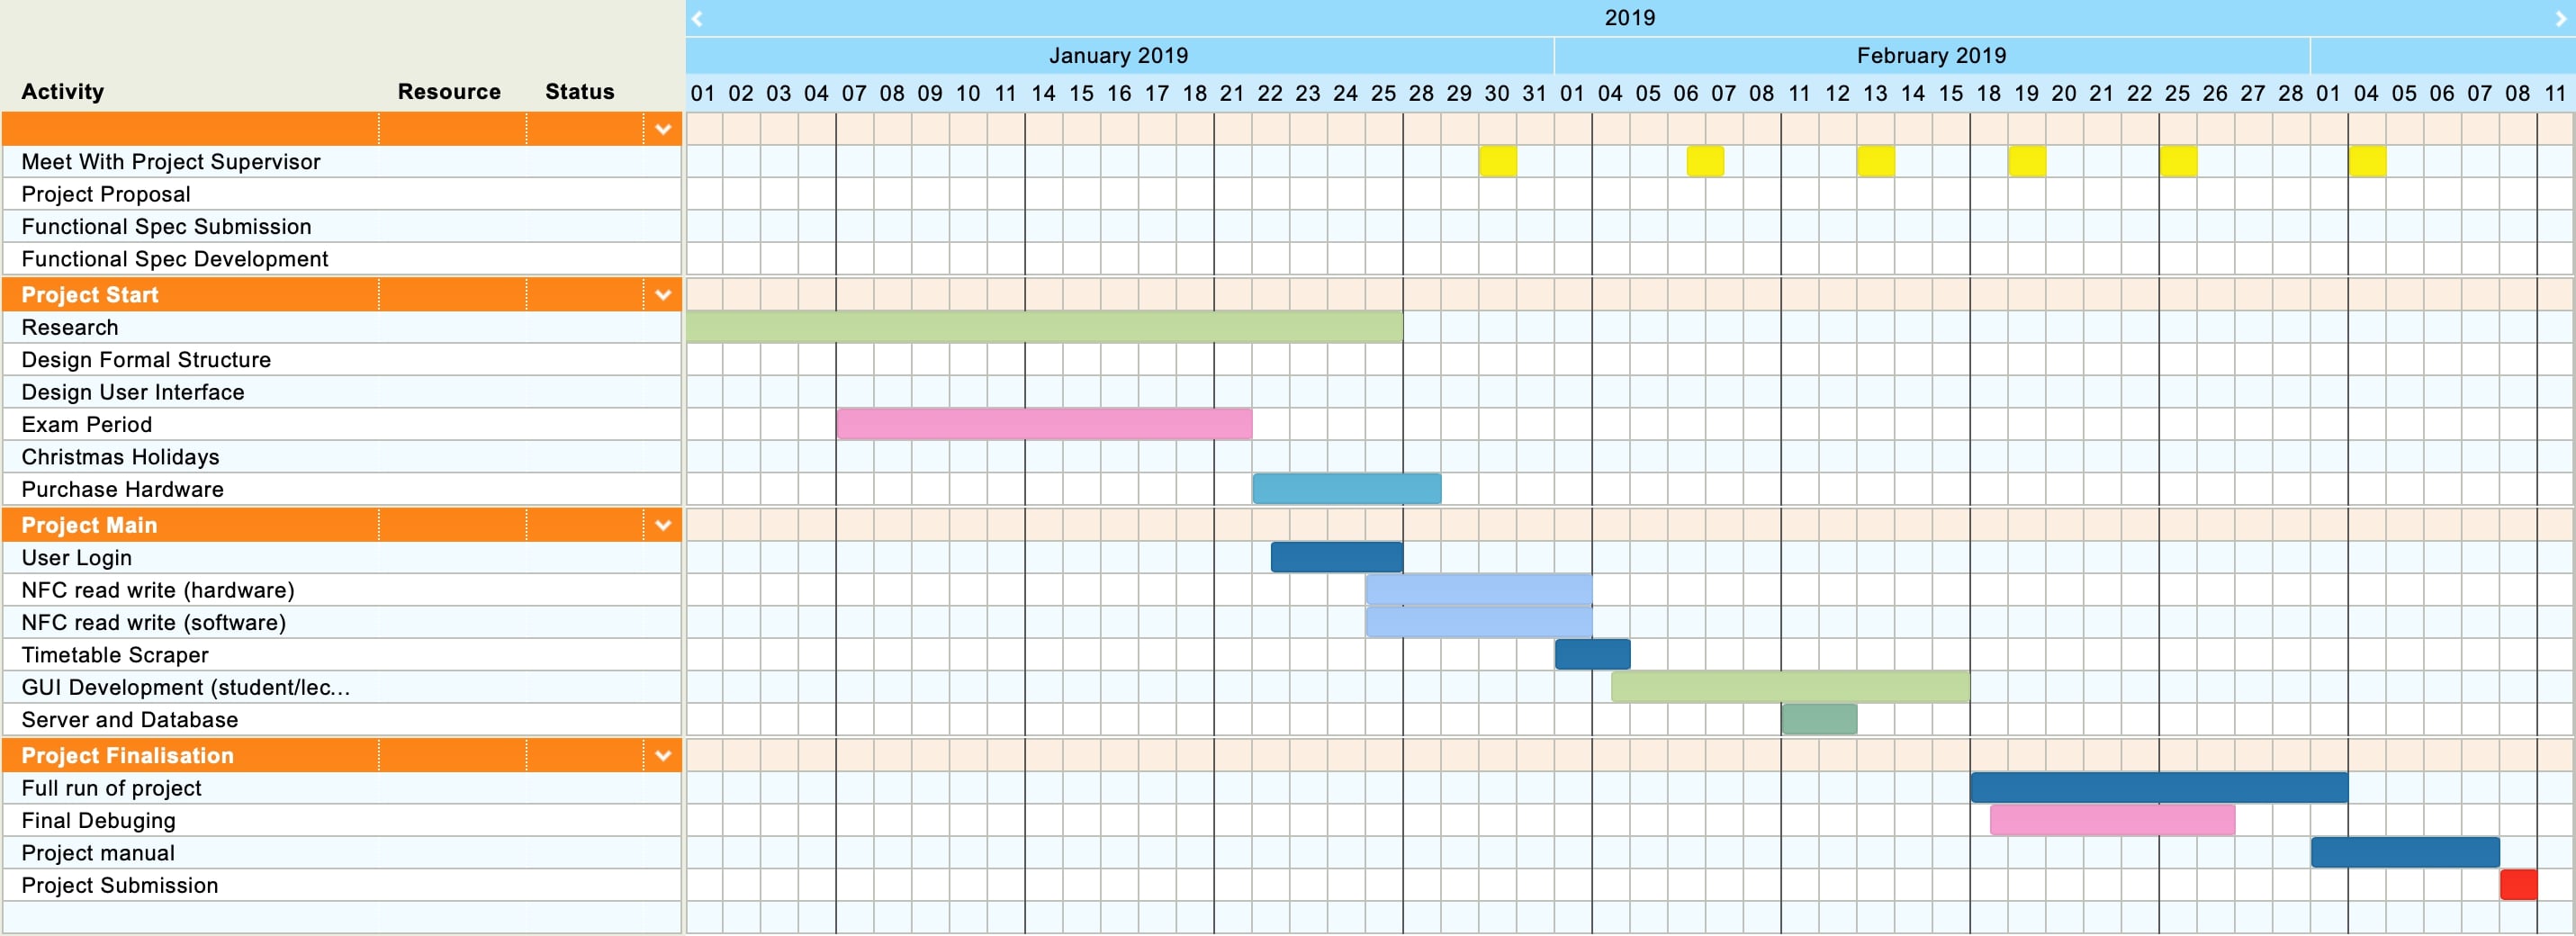 2019
January 2019 February 2019
Activity Resource Status 01 02 03 04 07 08 09 10 11 14 15 16 17 18 21 22 23 24 25 28 29 30 31 01 04 05 06 07 08 11 12 13 14 15 18 19 20 21 22 25 26 27 28 01 04 05 06 07 08 11
Meet With Project Supervisor
Project Proposal
Functional Spec Submission
Functional Spec Development
Project Start
Research
Design Formal Structure
Design User Interface
Exam Period
Christmas Holidays
Purchase Hardware
Project Main
User Login
NFC read write (hardware)
NFC read write (software)
Timetable Scraper
GUI Development (student/lec...
Server and Database
Project Finalisation
Full run of project
Final Debuging
Project manual
Project Submission